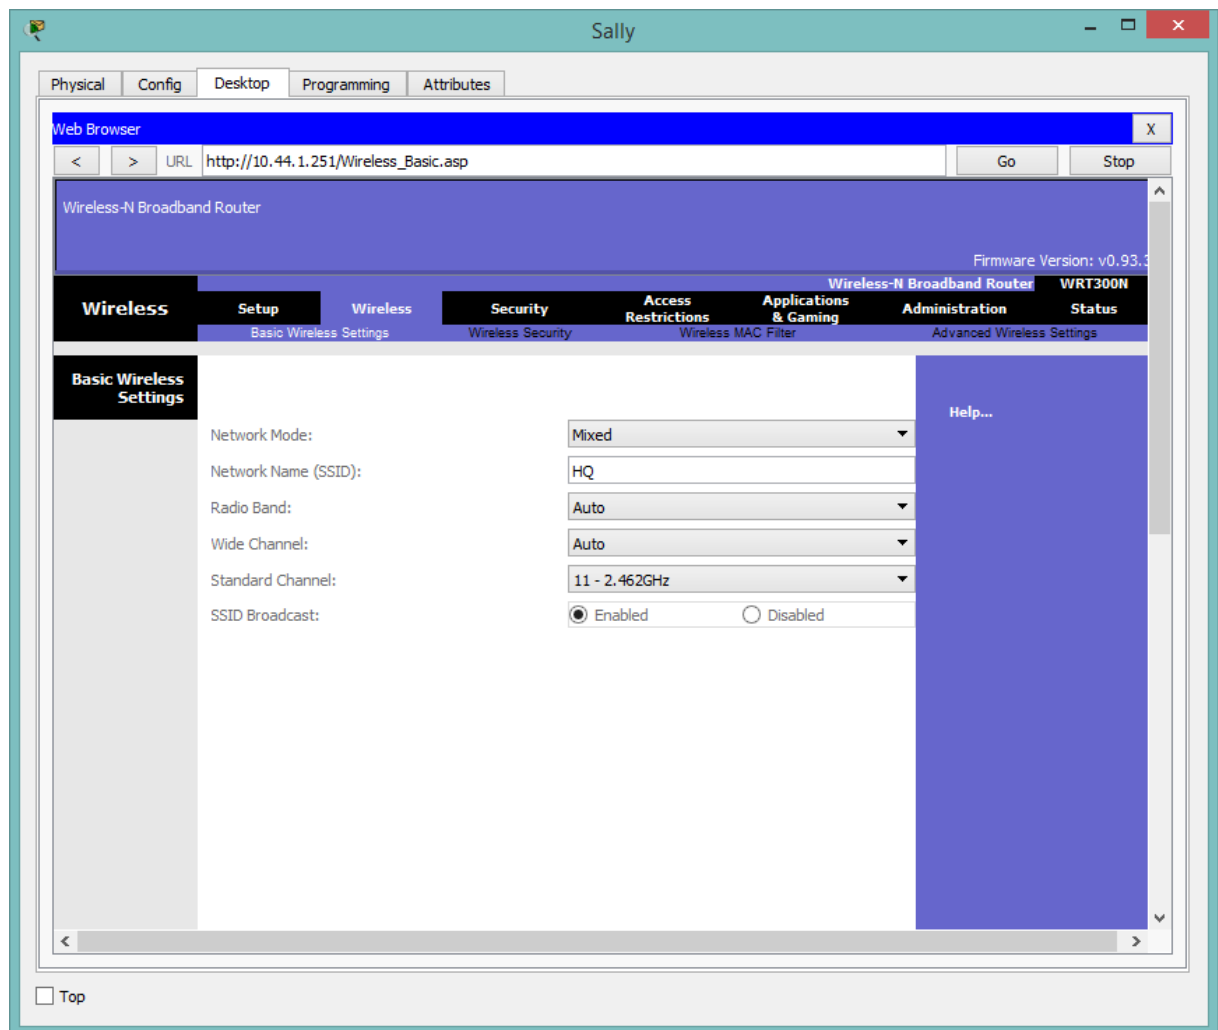 Sally
Physical Config Desktop Programming Attributes
Web Browser X
< > URL http://10.44.1.251/Wireless_Basic.asp Go Stop
Wireless-N Broadband Router
Firmware Version: v0.93.3
Wireless-N Broadband Router WRT300N
Wireless Setup Wireless Security Access Restrictions Applications & Gaming Administration Status
Basic Wireless Settings Wireless Security Wireless MAC Filter Advanced Wireless Settings
Basic Wireless
Settings
Help...
Network Mode: Mixed
Network Name (SSID): HQ
Radio Band: Auto
Wide Channel: Auto
Standard Channel: 11 - 2.462GHz
SSID Broadcast: Enabled Disabled
Top